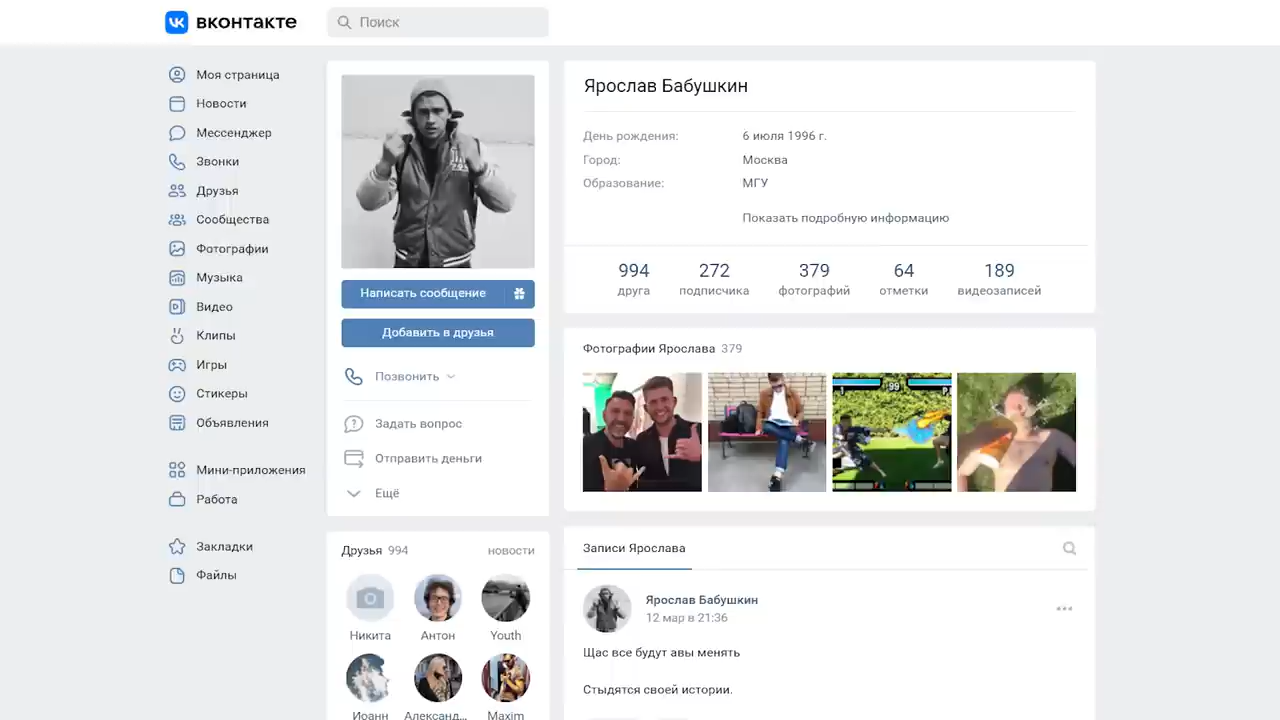 вконтакте
Поиск
Моя страница
Новости
Мессенджер
Звонки
Друзья
Сообщества
Фотографии
Музыка
Видео
Клипы
Игры
Стикеры
Объявления
Мини-приложения
Работа
Закладки
Файлы
Написать сообщение
Добавить в друзья
Позвонить
Задать вопрос
Отправить деньги
Ещё
Друзья 994 новости
Никита Антон Youth
Иоанн Александ... Maxim
Ярослав Бабушкин
День рождения: 6 июля 1996 г.
Город: Москва
Образование: МГУ
Показать подробную информацию
994 272 379 64 189
друга подписчика фотографий отметки видеозаписей
Фотографии Ярослава 379
99
Записи Ярослава
Ярослав Бабушкин
12 мар в 21:36
Щас все будут авы менять
Стыдятся своей истории.